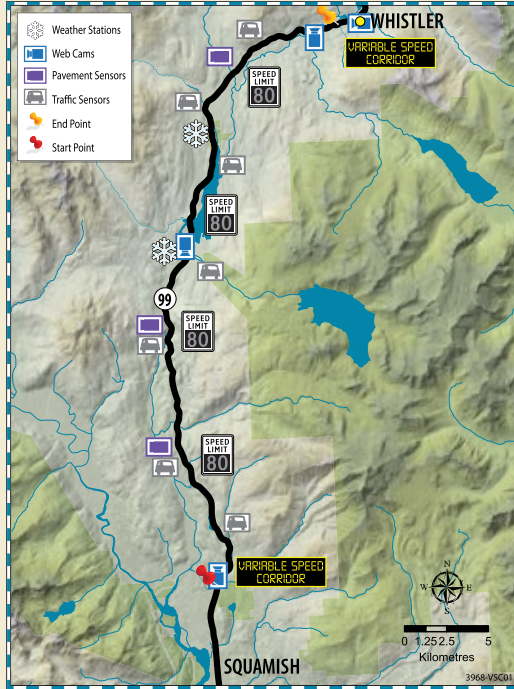 Weather Stations
Web Cams
Pavement Sensors
Traffic Sensors
End Point
Start Point
WHISTLER
VARIABLE SPEED
CORRIDOR
SPEED
LIMIT
80
SPEED
LIMIT
80
99
SPEED
LIMIT
80
SPEED
LIMIT
80
VARIABLE SPEED
CORRIDOR
N
W
E
S
0 1.25 2.5 5
Kilometres
SQUAMISH
3968-VSC01